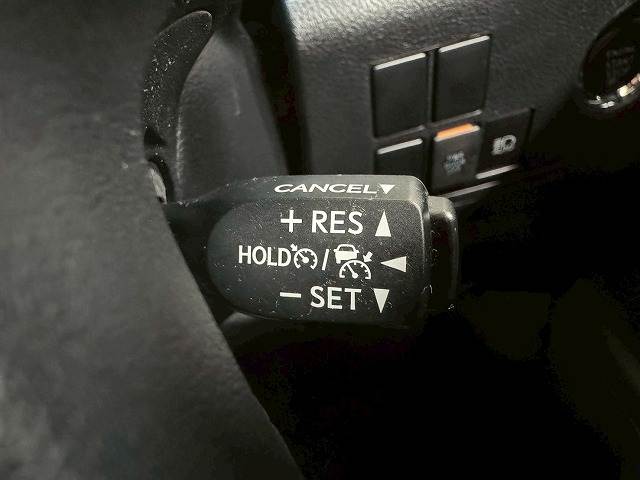 CANCEL▼
+ RES ▲
HOLD / ◀
− SET ▼